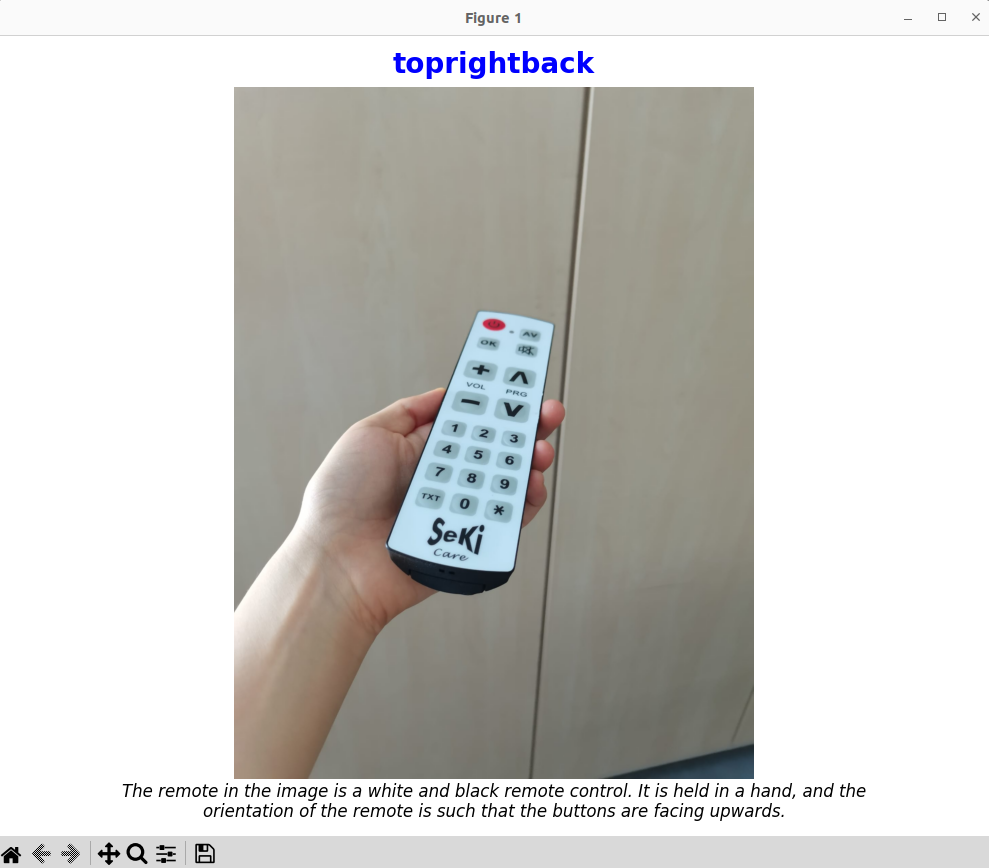 Figure 1
toprightback
AV
OK
+ ∧
VOL PRG
− ∨
1 2 3
4 5 6
7 8 9
TXT 0 *
SeKi
Care
The remote in the image is a white and black remote control. It is held in a hand, and the
orientation of the remote is such that the buttons are facing upwards.